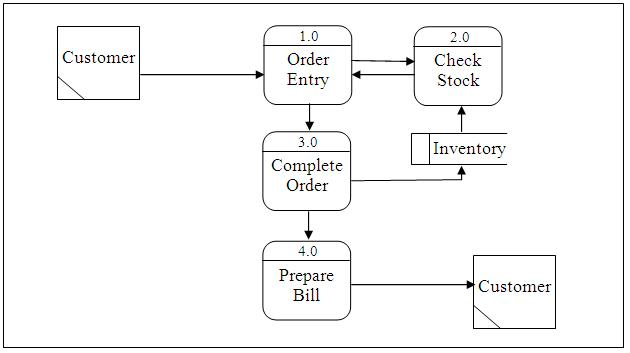 Customer
1.0
Order
Entry
2.0
Check
Stock
3.0
Complete
Order
Inventory
4.0
Prepare
Bill
Customer